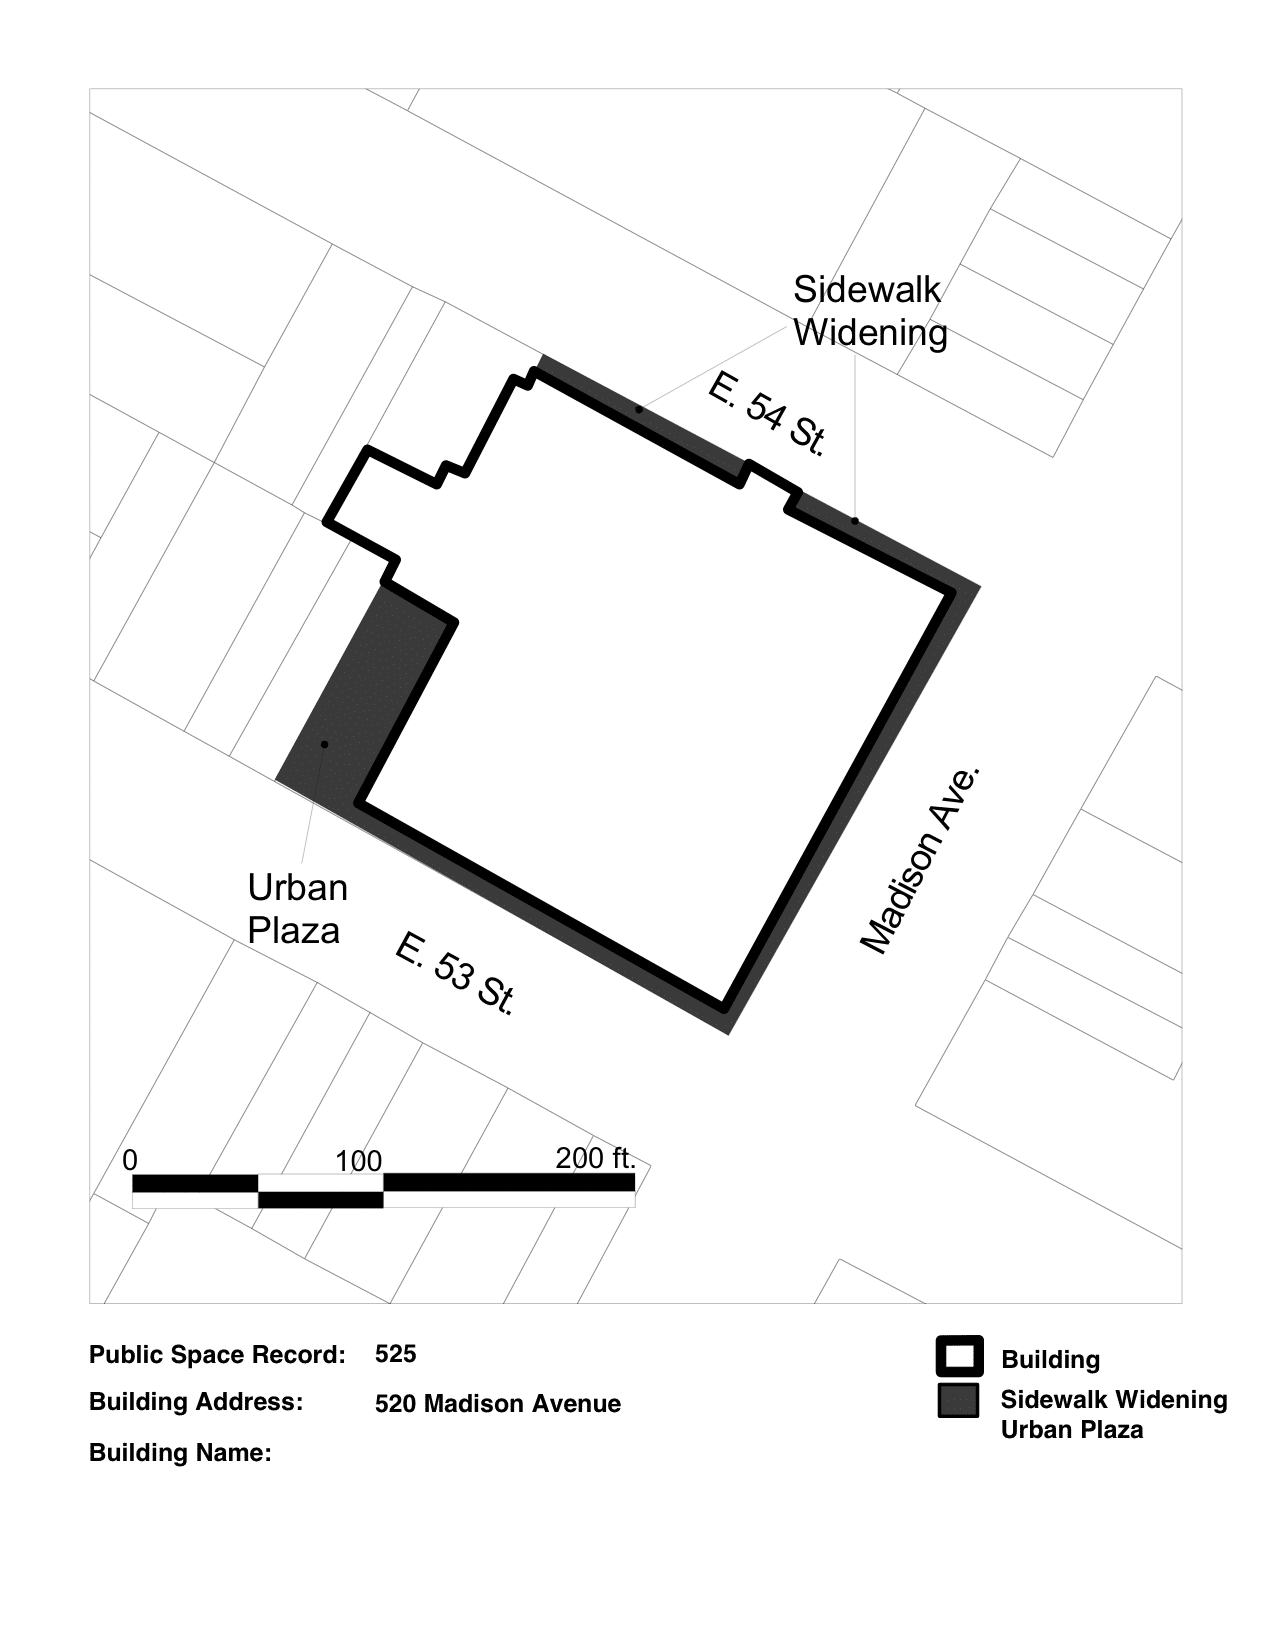 Sidewalk
Widening
E. 54 St.
Madison Ave.
Urban
Plaza
E. 53 St.
0 100 200 ft.
Public Space Record: 525
Building Address: 520 Madison Avenue
Building Name:
Building
Sidewalk Widening
Urban Plaza